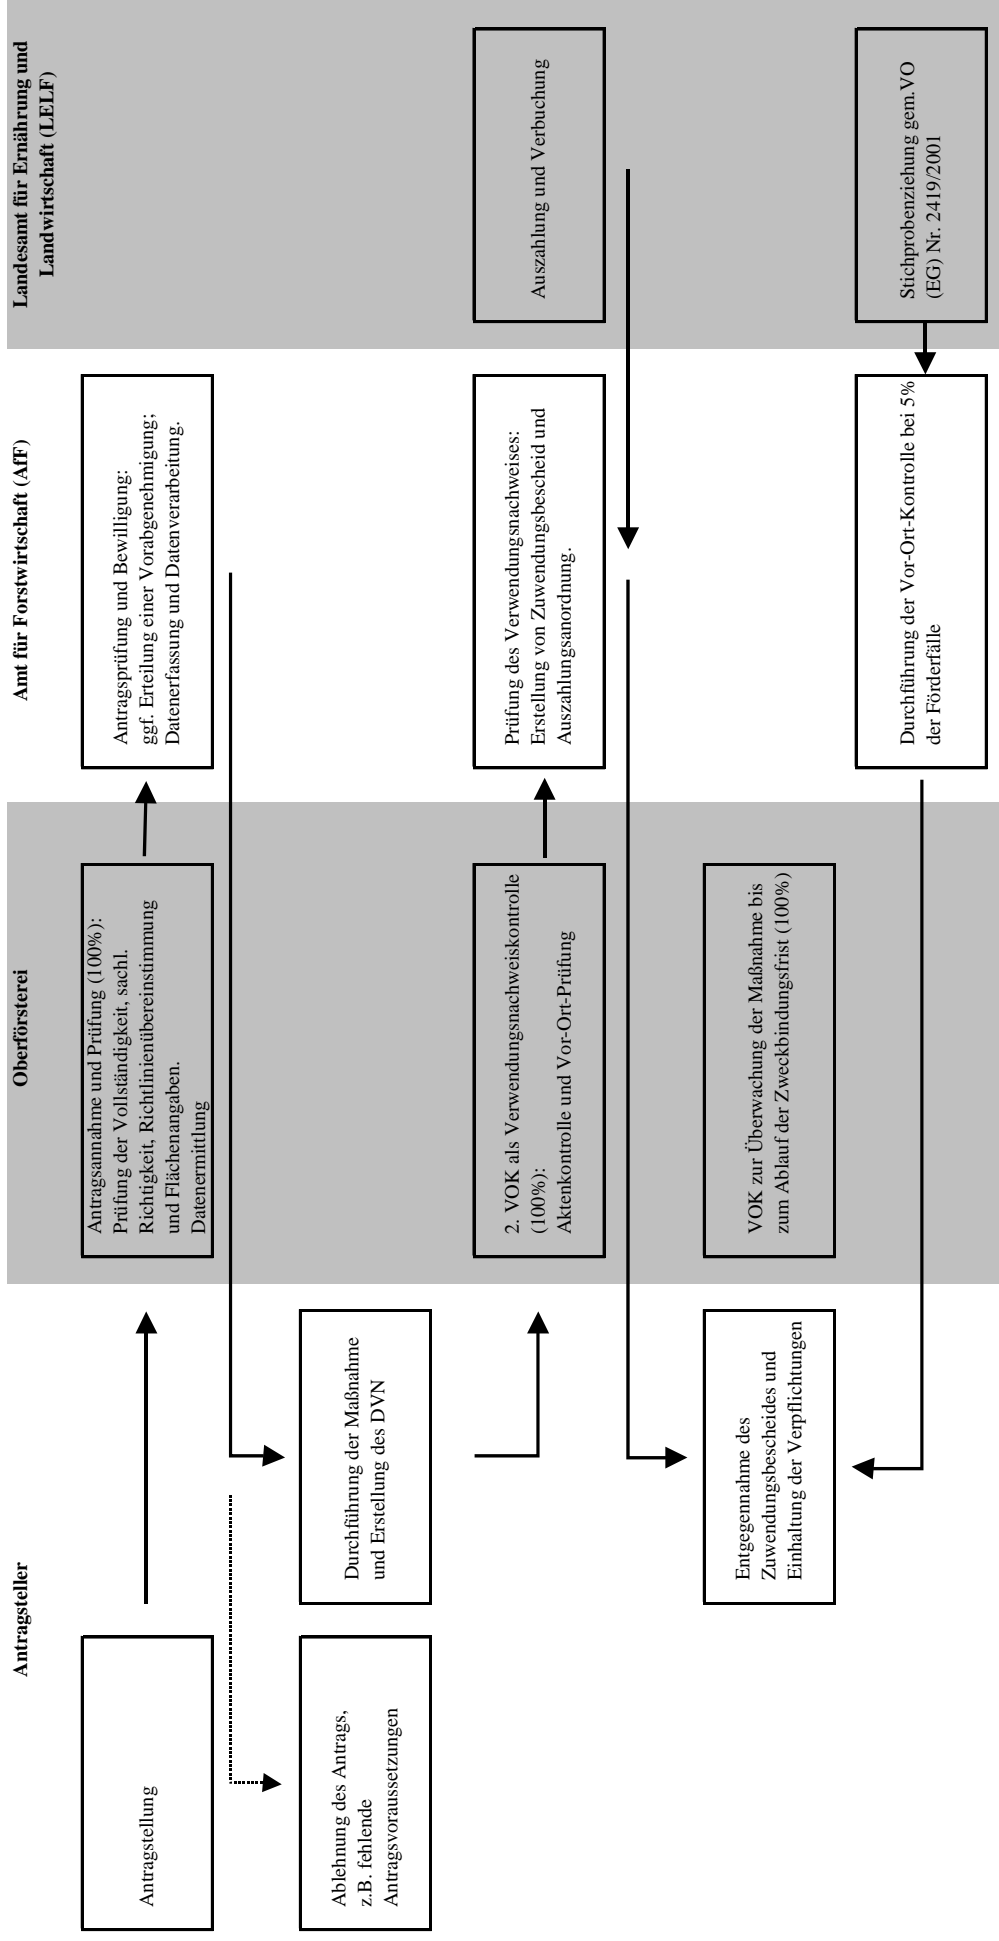 Antragsteller
Oberförsterei
Amt für Forstwirtschaft (AfF)
Landesamt für Ernährung und
Landwirtschaft (LELF)
Antragstellung
Antragsannahme und Prüfung (100%):
Prüfung der Vollständigkeit, sachl.
Richtigkeit, Richtlinienübereinstimmung
und Flächenangaben.
Datenermittlung
Antragsprüfung und Bewilligung:
ggf. Erteilung einer Vorabgenehmigung;
Datenerfassung und Datenverarbeitung.
Ablehnung des Antrags,
z.B. fehlende
Antragsvoraussetzungen
Durchführung der Maßnahme
und Erstellung des DVN
2. VOK als Verwendungsnachweiskontrolle
(100%):
Aktenkontrolle und Vor-Ort-Prüfung
Prüfung des Verwendungsnachweises:
Erstellung von Zuwendungsbescheid und
Auszahlungsanordnung.
Auszahlung und Verbuchung
Entgegennahme des
Zuwendungsbescheides und
Einhaltung der Verpflichtungen
VOK zur Überwachung der Maßnahme bis
zum Ablauf der Zweckbindungsfrist (100%)
Durchführung der Vor-Ort-Kontrolle bei 5%
der Förderfälle
Stichprobenziehung gem.VO
(EG) Nr. 2419/2001